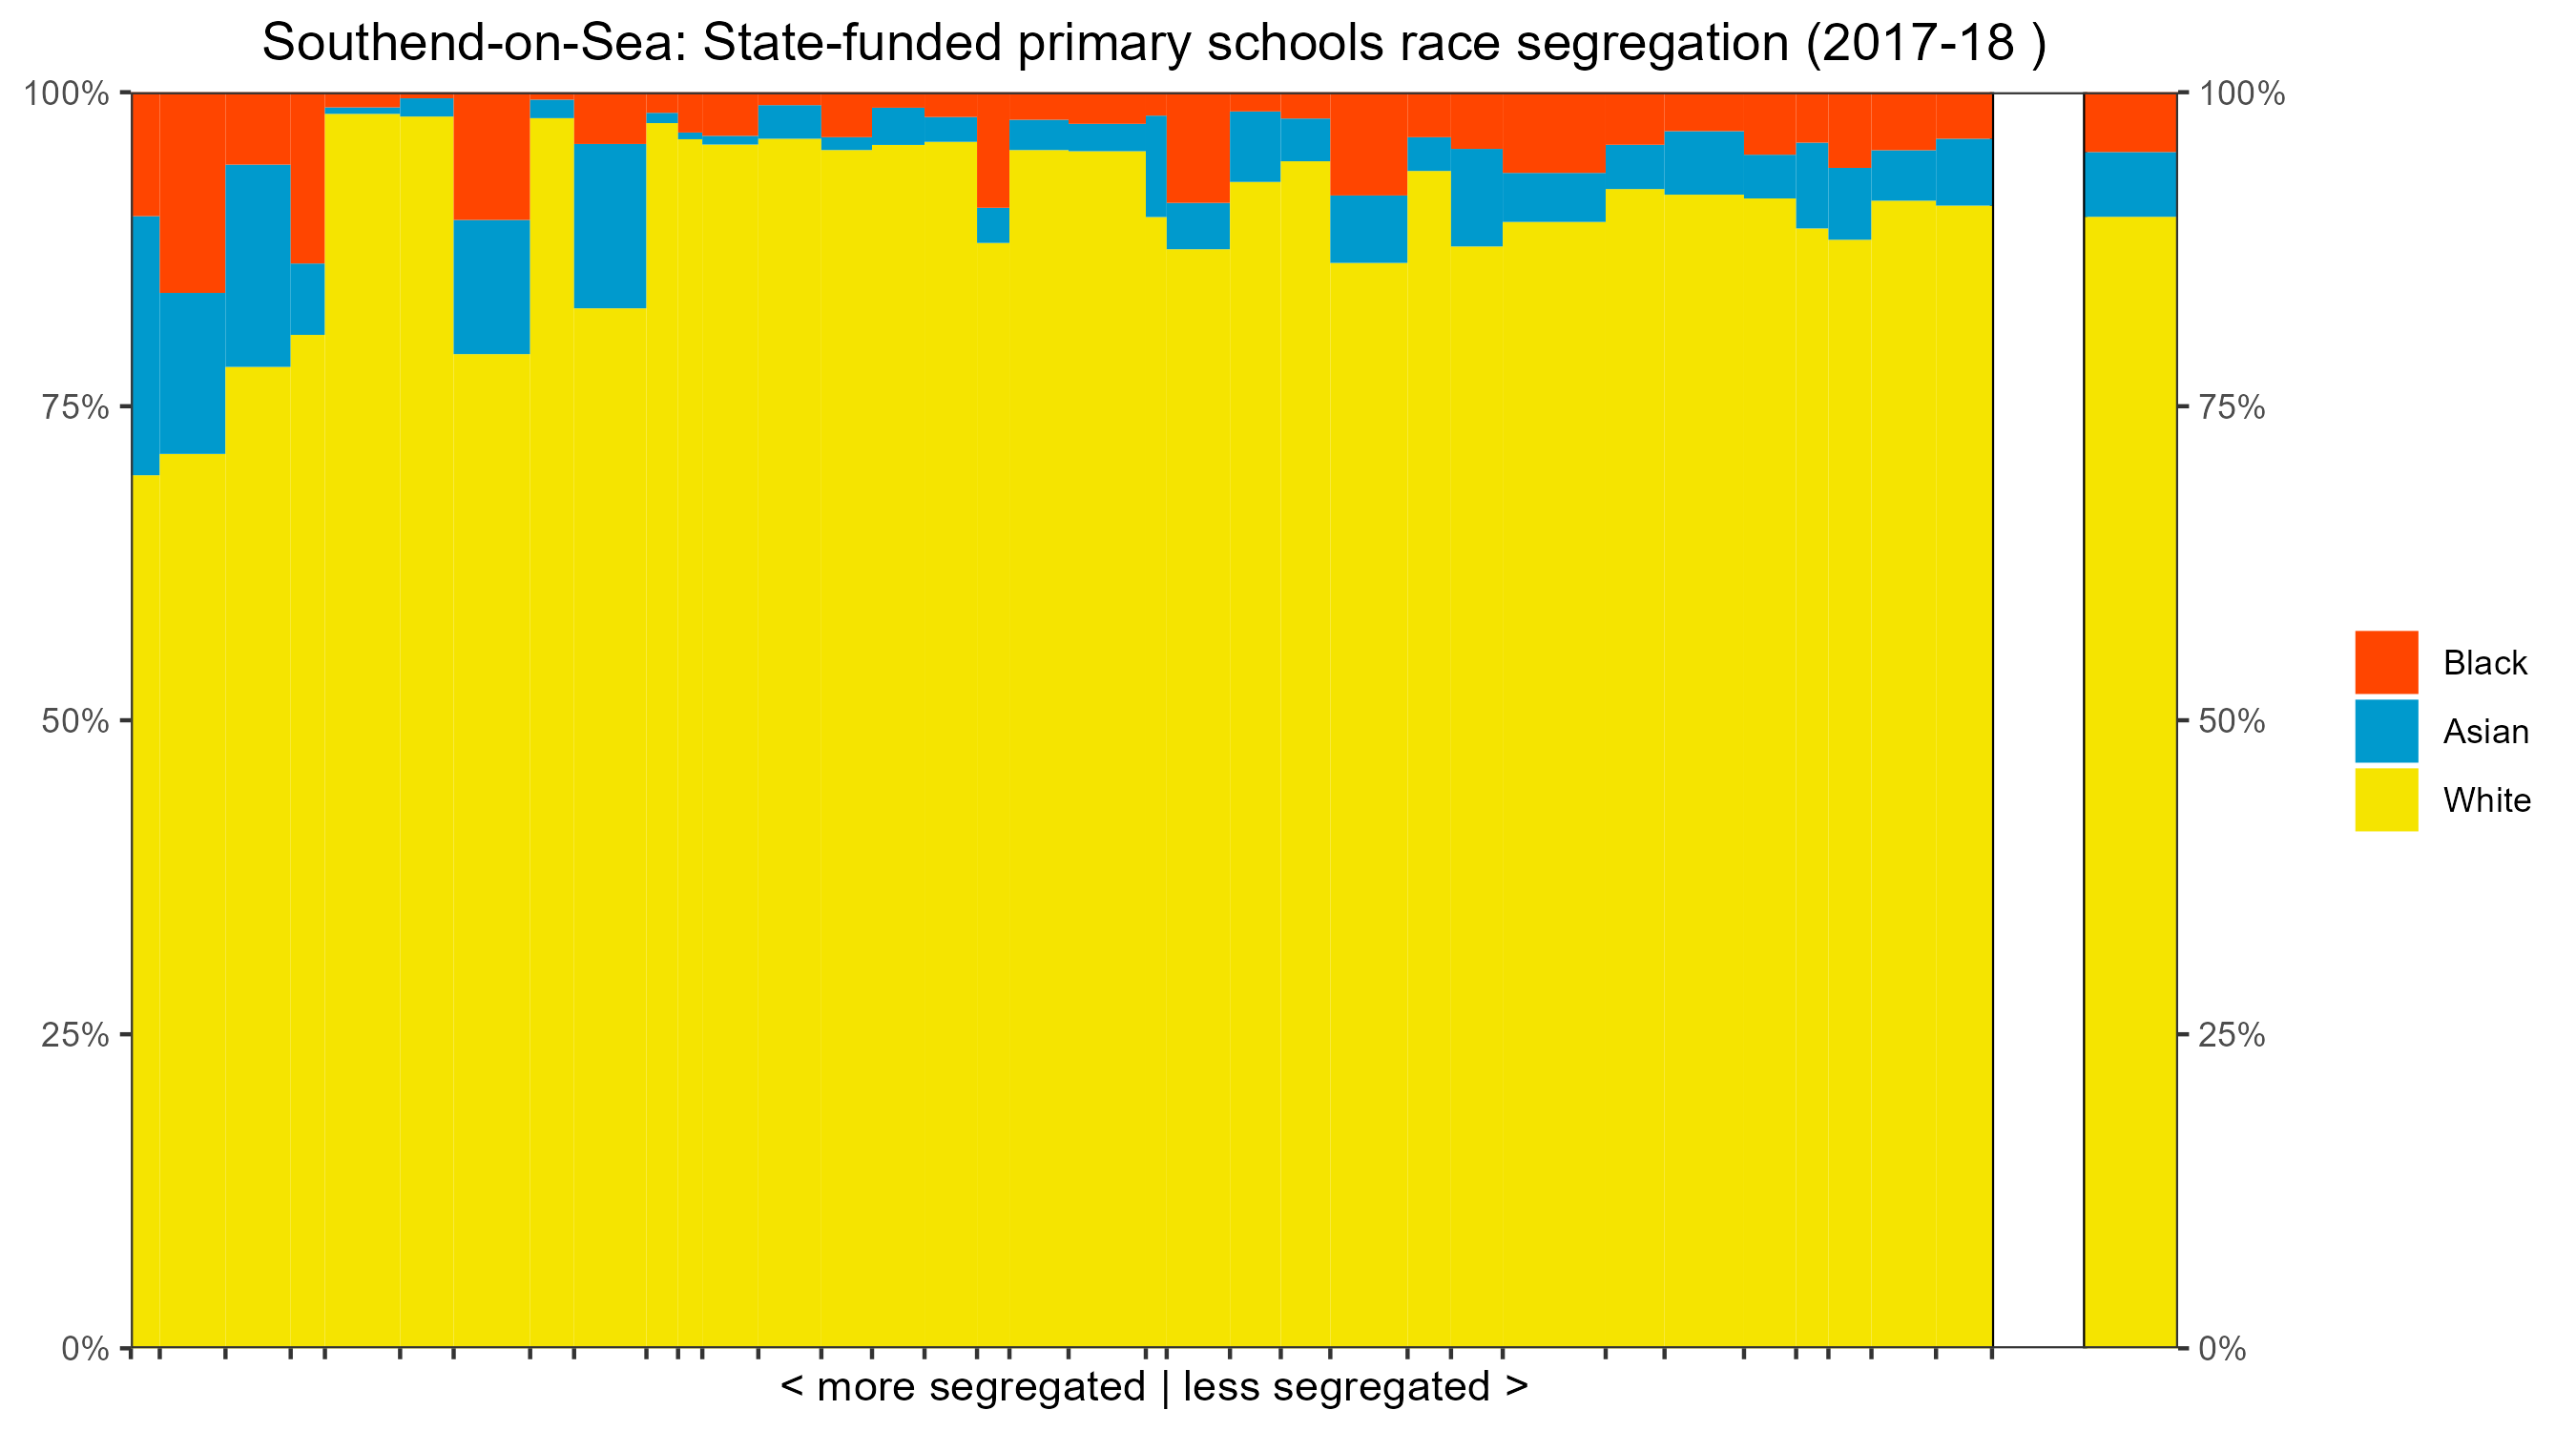 Southend-on-Sea: State-funded primary schools race segregation (2017-18 )
100%
75%
50%
25%
0%
100%
75%
50%
25%
0%
Black
Asian
White
< more segregated | less segregated >